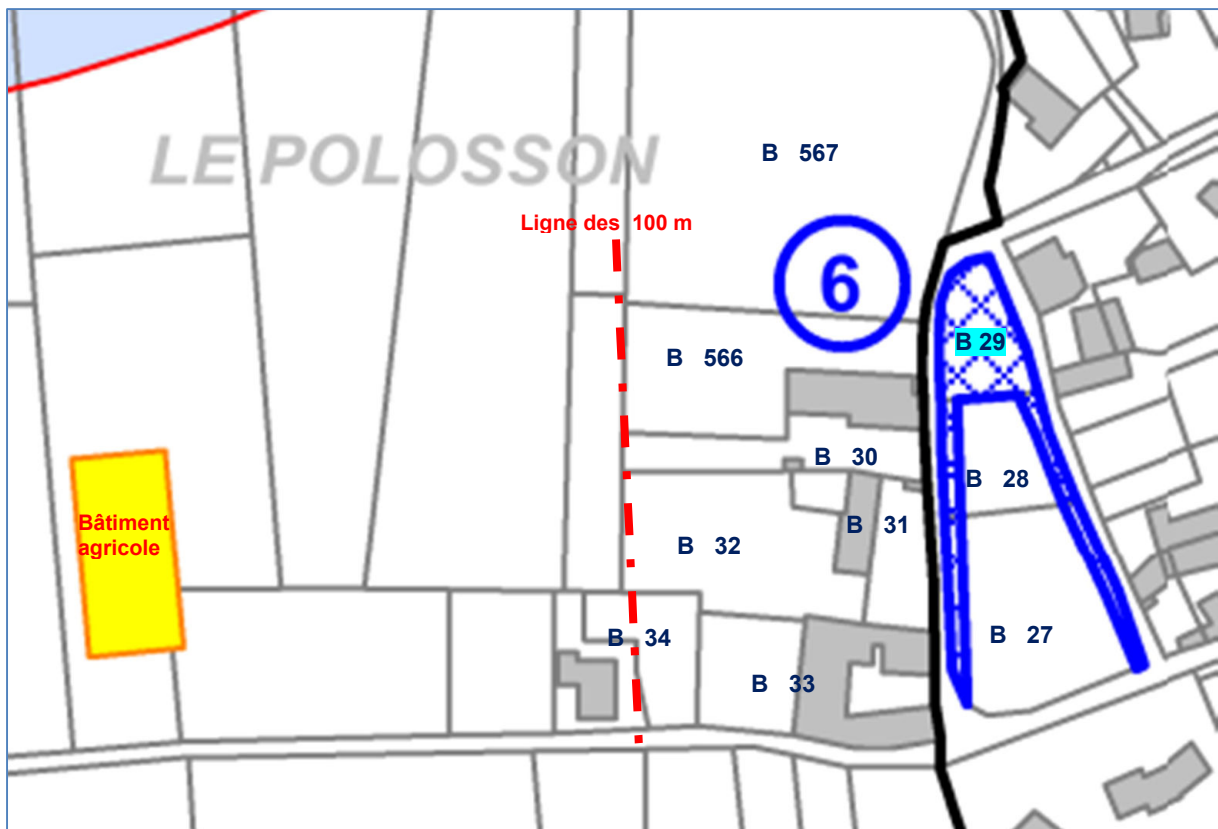 LE POLOSSON
B 567
Ligne des 100 m
6
B 29
B 566
B 30
B 28
Bâtiment
agricole
B 31
B 32
B 34
B 27
B 33